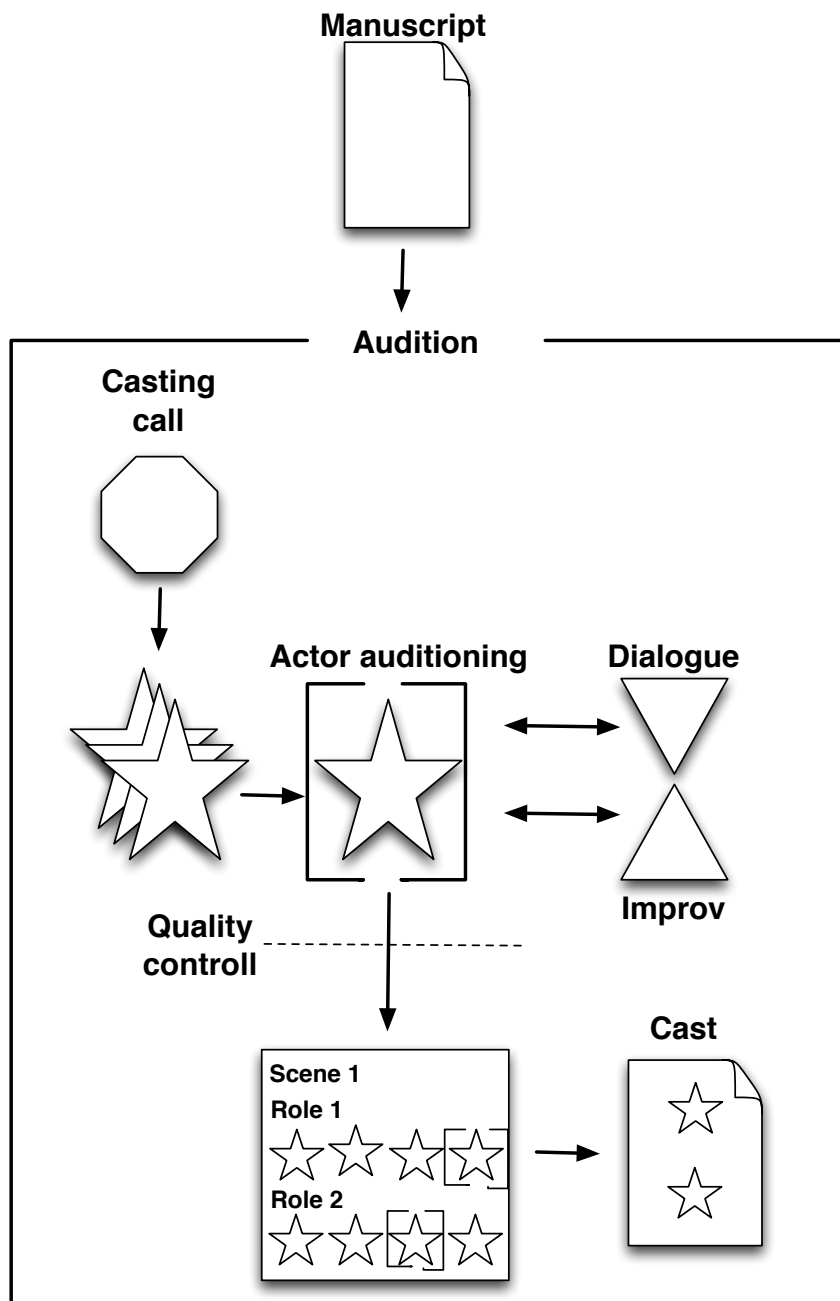 Manuscript
Audition
Casting
call
Actor auditioning
Dialogue
Improv
Quality
controll
Scene 1
Role 1
Role 2
Cast